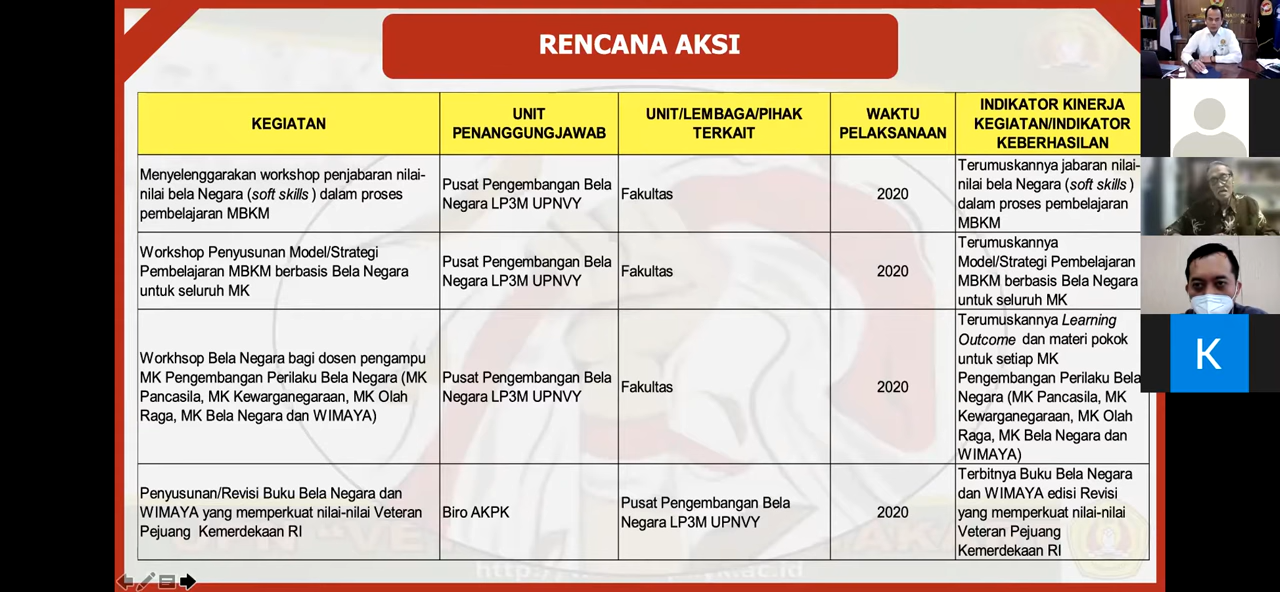 RENCANA AKSI
KEGIATAN
UNIT
PENANGGUNGJAWAB
UNIT/LEMBAGA/PIHAK
TERKAIT
WAKTU
PELAKSANAAN
INDIKATOR KINERJA
KEGIATAN/INDIKATOR
KEBERHASILAN
Menyelenggarakan workshop penjabaran nilai-
nilai bela Negara (soft skills) dalam proses
pembelajaran MBKM
Pusat Pengembangan Bela
Negara LP3M UPNVY
Fakultas
2020
Terumuskannya jabaran nilai-
nilai bela Negara (soft skills)
dalam proses pembelajaran
MBKM
Workshop Penyusunan Model/Strategi
Pembelajaran MBKM berbasis Bela Negara
untuk seluruh MK
Pusat Pengembangan Bela
Negara LP3M UPNVY
Fakultas
2020
Terumuskannya
Model/Strategi Pembelajaran
MBKM berbasis Bela Negara
untuk seluruh MK
Workhsop Bela Negara bagi dosen pengampu
MK Pengembangan Perilaku Bela Negara (MK
Pancasila, MK Kewarganegaraan, MK Olah
Raga, MK Bela Negara dan WIMAYA)
Pusat Pengembangan Bela
Negara LP3M UPNVY
Fakultas
2020
Terumuskannya Learning
Outcome dan materi pokok
untuk setiap MK
Pengembangan Perilaku Bela
Negara (MK Pancasila, MK
Kewarganegaraan, MK Olah
Raga, MK Bela Negara dan
WIMAYA)
Penyusunan/Revisi Buku Bela Negara dan
WIMAYA yang memperkuat nilai-nilai Veteran
Pejuang Kemerdekaan RI
Biro AKPK
Pusat Pengembangan Bela
Negara LP3M UPNVY
2020
Terbitnya Buku Bela Negara
dan WIMAYA edisi Revisi
yang memperkuat nilai-nilai
Veteran Pejuang
Kemerdekaan RI
K